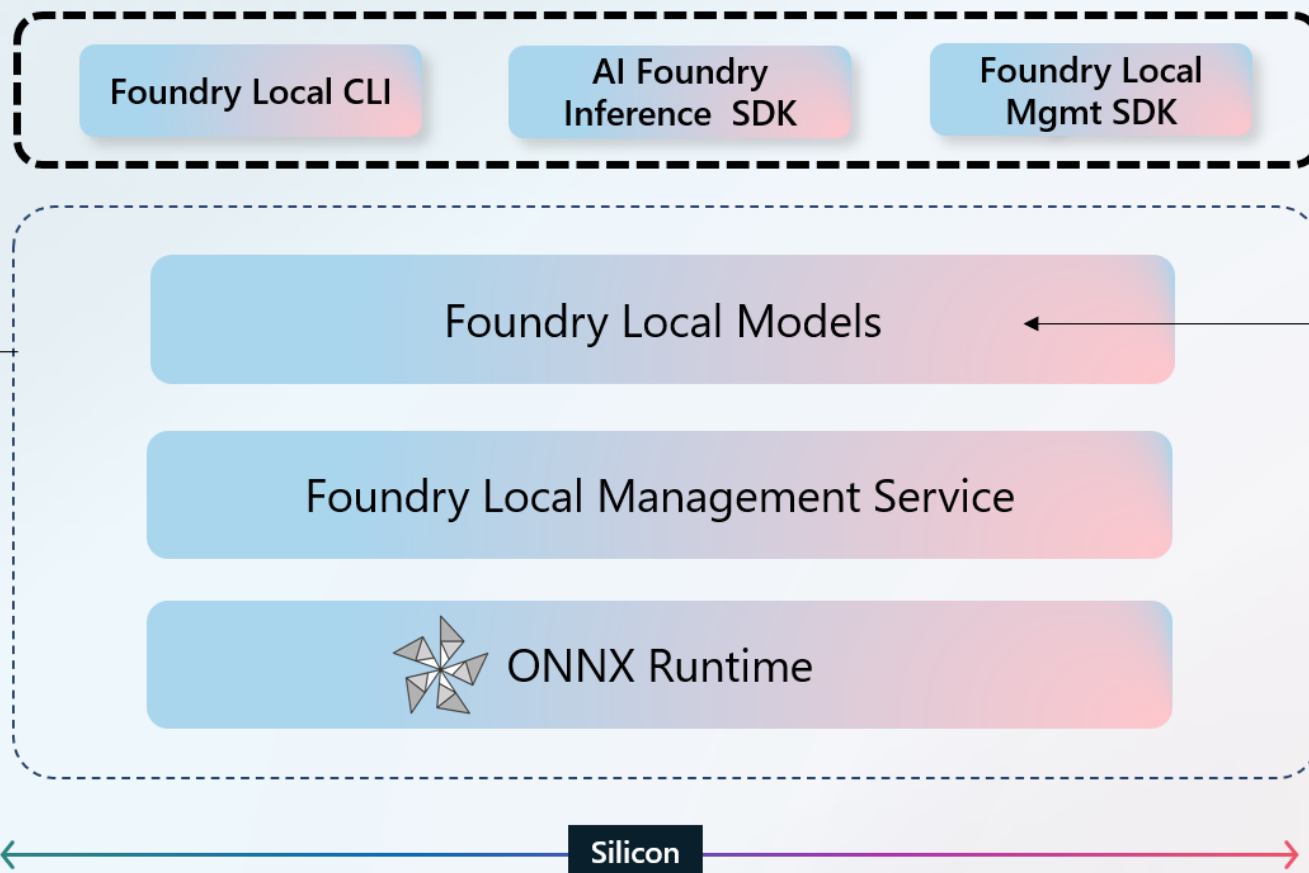 Foundry Local CLI
AI Foundry
Inference SDK
Foundry Local
Mgmt SDK
Foundry Local Models
Foundry Local Management Service
ONNX Runtime
Silicon